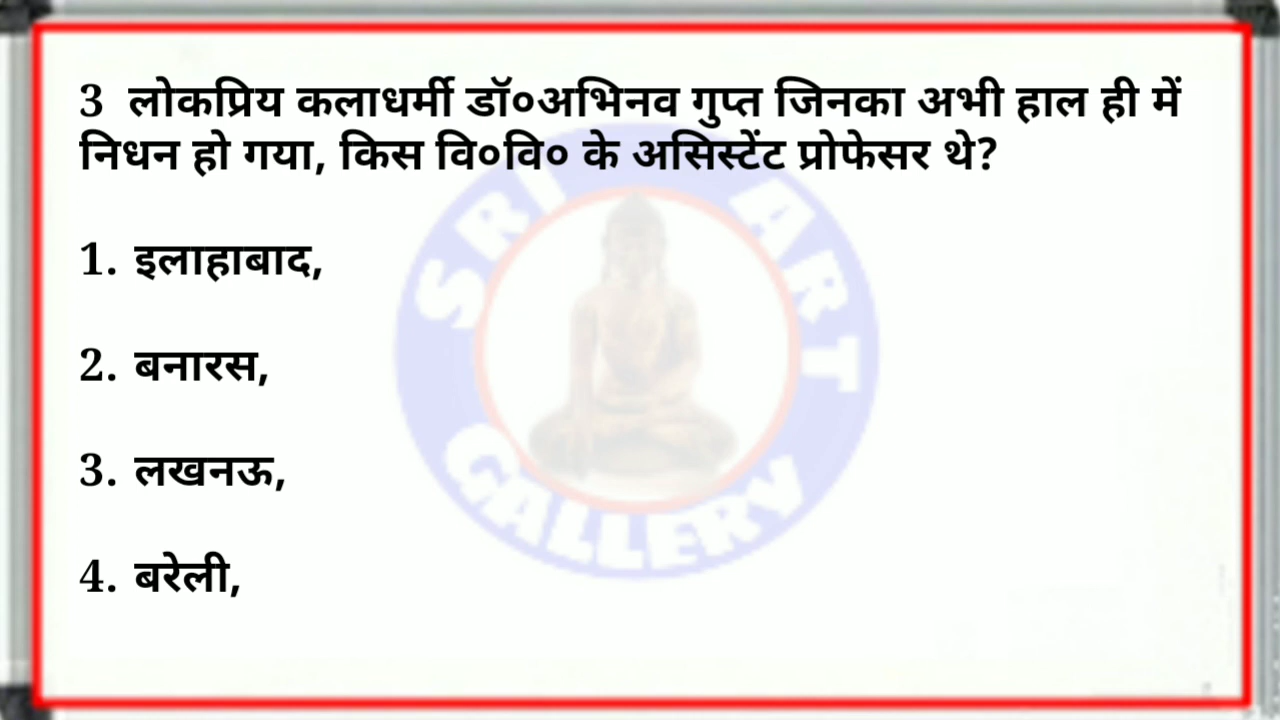 3 लोकप्रिय कलाधर्मी डॉ०अभिनव गुप्त जिनका अभी हाल ही में
निधन हो गया, किस वि०वि० के असिस्टेंट प्रोफेसर थे?
1. इलाहाबाद,
2. बनारस,
3. लखनऊ,
4. बरेली,
SRI ART
GALLERY